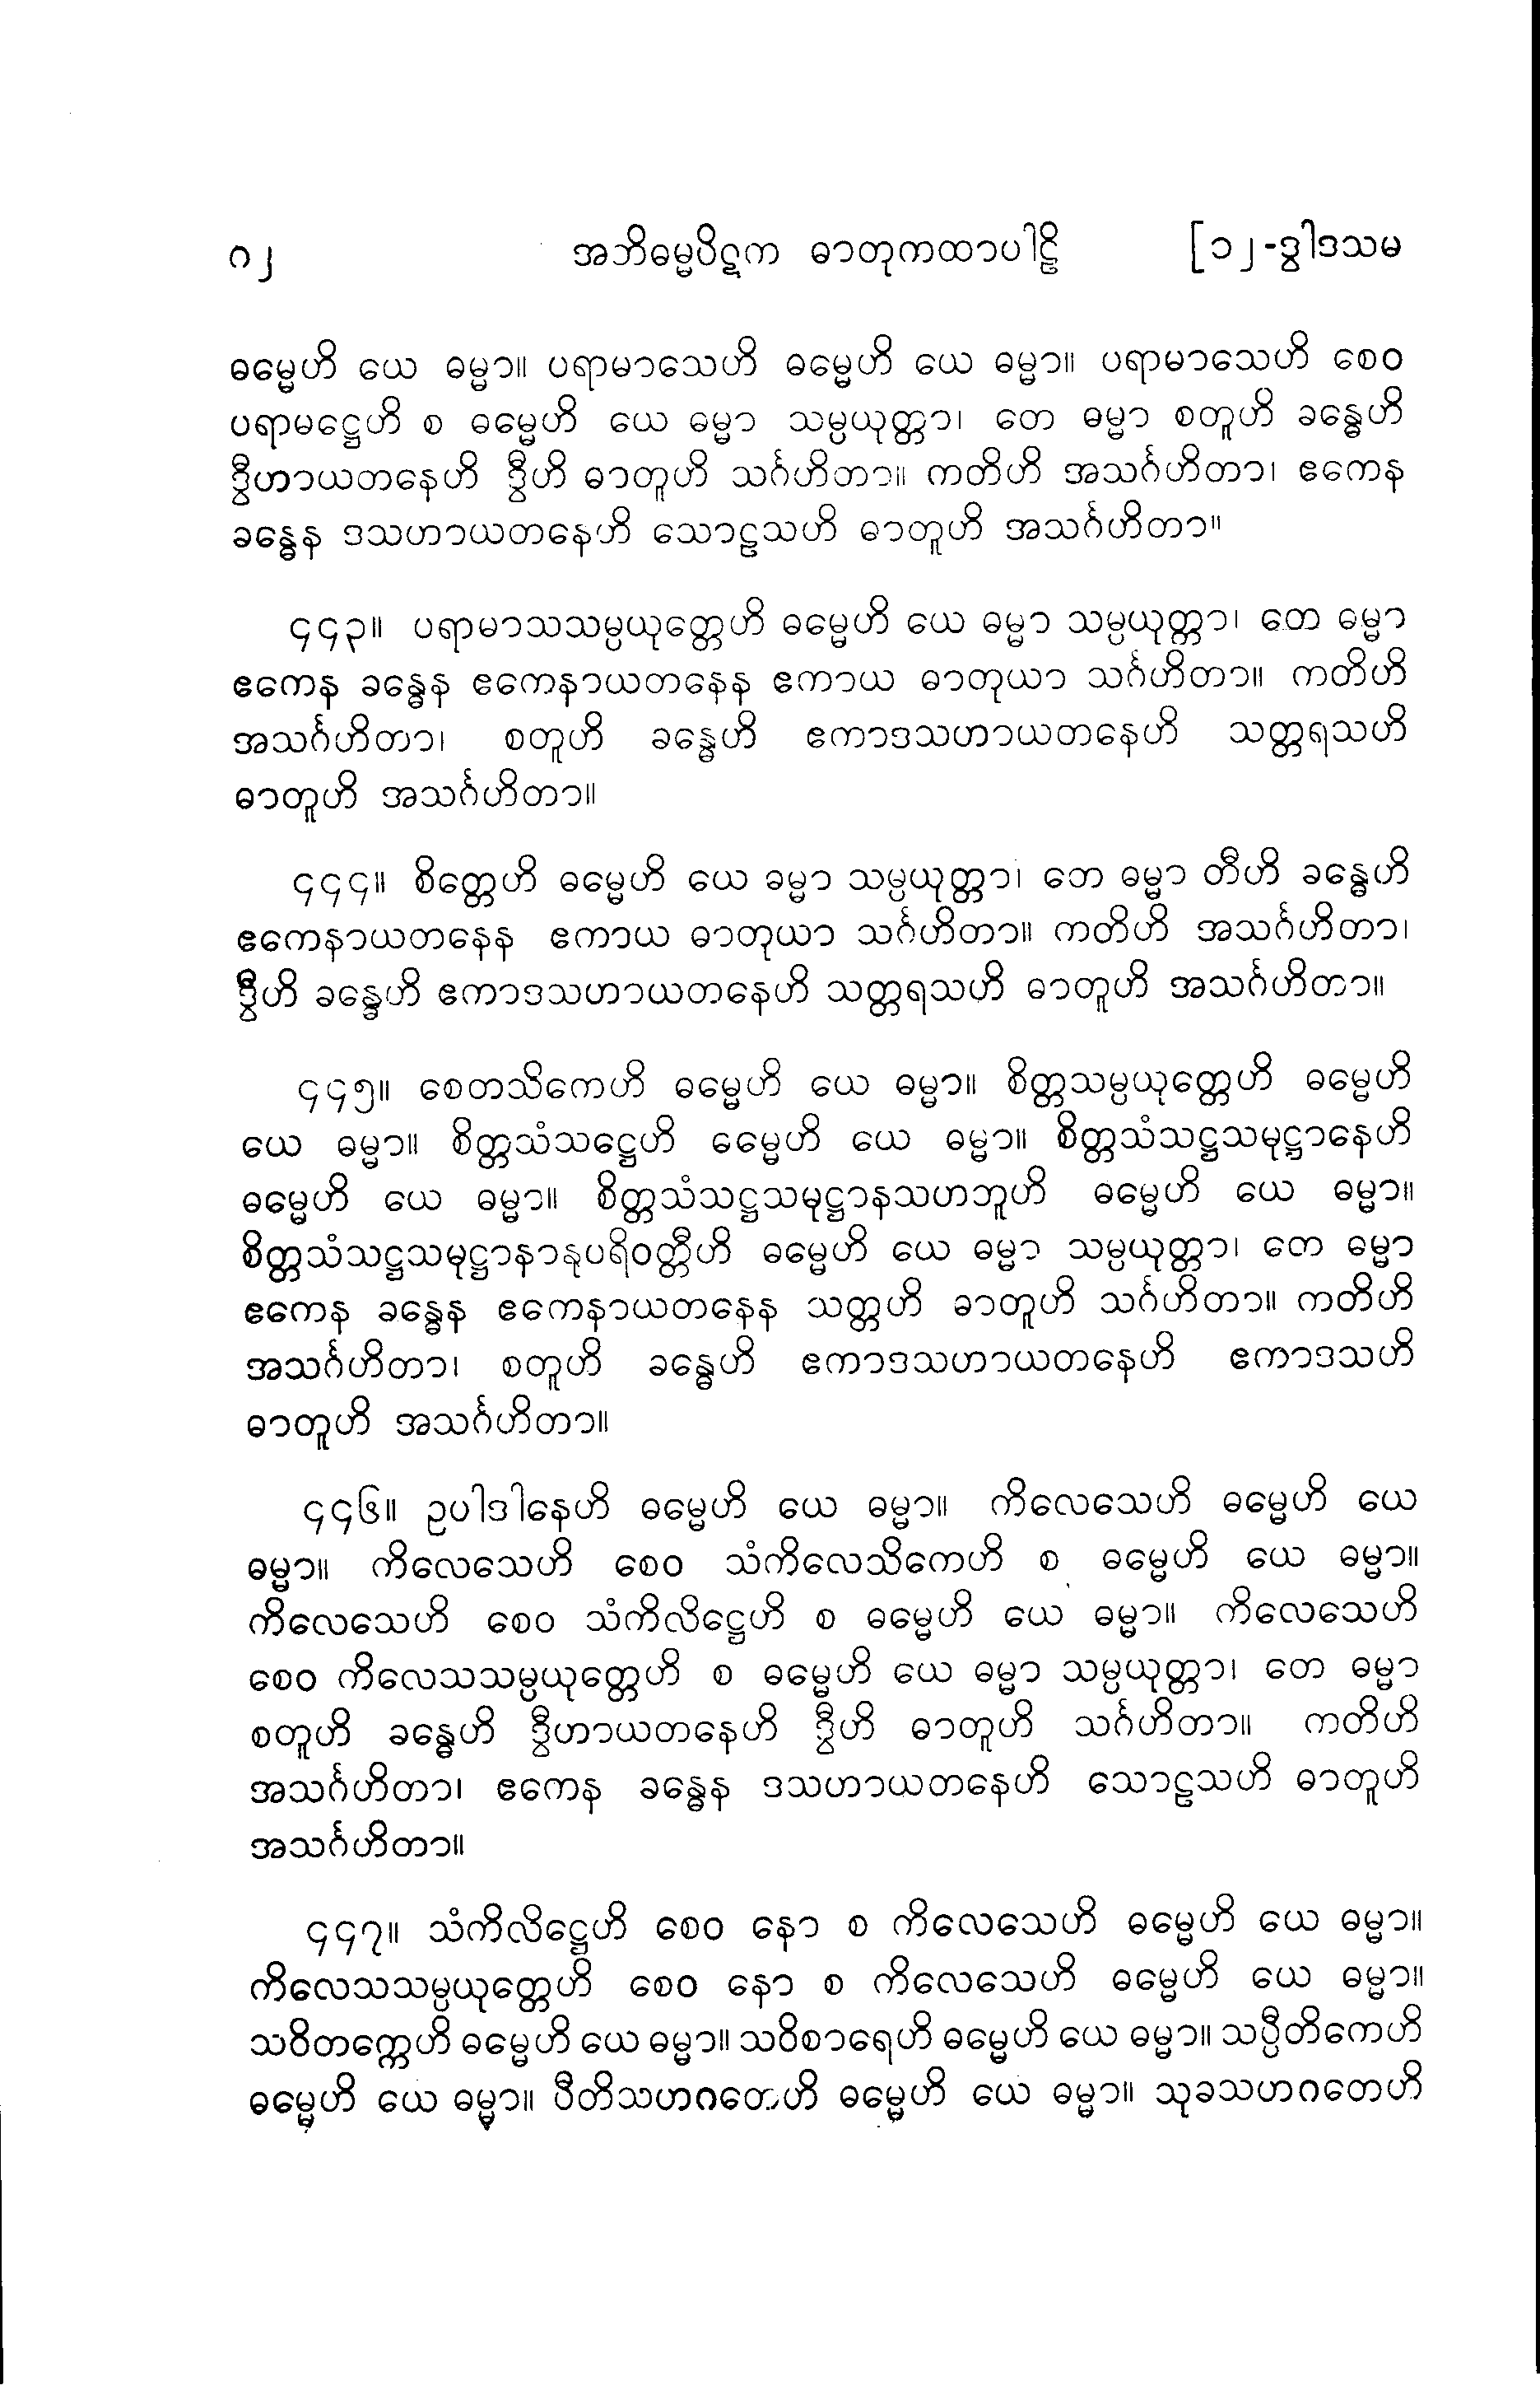 ၈၂ အဘိဓမ္မပိဋက ဓာတုကထာပါဠိ [၁၂-ဒွါဒသမ
ဓမ္မေဟိ ယေ ဓမ္မာ။ ပရာမာသေဟိ ဓမ္မေဟိ ယေ ဓမ္မာ။ ပရာမာသေဟိ စေဝ
ပရာမဋ္ဌေဟိ စ ဓမ္မေဟိ ယေ ဓမ္မာ သမ္ပယုတ္တာ၊ တေ ဓမ္မာ စတူဟိ ခန္ဓေဟိ
ဒွီဟာယတနေဟိ ဒွီဟိ ဓာတူဟိ သင်္ဂဟိတာ။ ကတိဟိ အသင်္ဂဟိတာ၊ ဧကေန
ခန္ဓေန ဒသဟာယတနေဟိ သောဠသဟိ ဓာတူဟိ အသင်္ဂဟိတာ။
၄၄၃။ ပရာမာသသမ္ပယုတ္တေဟိ ဓမ္မေဟိ ယေ ဓမ္မာ သမ္ပယုတ္တာ၊ တေ ဓမ္မာ
ဧကေန ခန္ဓေန ဧကေနာယတနေန ဧကာယ ဓာတုယာ သင်္ဂဟိတာ။ ကတိဟိ
အသင်္ဂဟိတာ၊ စတူဟိ ခန္ဓေဟိ ဧကာဒသဟာယတနေဟိ သတ္တရသဟိ
ဓာတူဟိ အသင်္ဂဟိတာ။
၄၄၄။ စိတ္တေဟိ ဓမ္မေဟိ ယေ ဓမ္မာ သမ္ပယုတ္တာ၊ တေ ဓမ္မာ တီဟိ ခန္ဓေဟိ
ဧကေနာယတနေန ဧကာယ ဓာတုယာ သင်္ဂဟိတာ။ ကတိဟိ အသင်္ဂဟိတာ၊
ဒွီဟိ ခန္ဓေဟိ ဧကာဒသဟာယတနေဟိ သတ္တရသဟိ ဓာတူဟိ အသင်္ဂဟိတာ။
၄၄၅။ စေတသိကေဟိ ဓမ္မေဟိ ယေ ဓမ္မာ။ စိတ္တသမ္ပယုတ္တေဟိ ဓမ္မေဟိ
ယေ ဓမ္မာ။ စိတ္တသံသဋ္ဌေဟိ ဓမ္မေဟိ ယေ ဓမ္မာ။ စိတ္တသံသဋ္ဌသမုဋ္ဌာနေဟိ
ဓမ္မေဟိ ယေ ဓမ္မာ။ စိတ္တသံသဋ္ဌသမုဋ္ဌာနသဟဘူဟိ ဓမ္မေဟိ ယေ ဓမ္မာ။
စိတ္တသံသဋ္ဌသမုဋ္ဌာနာနုပရိဝတ္တီဟိ ဓမ္မေဟိ ယေ ဓမ္မာ သမ္ပယုတ္တာ၊ တေ ဓမ္မာ
ဧကေန ခန္ဓေန ဧကေနာယတနေန သတ္တဟိ ဓာတူဟိ သင်္ဂဟိတာ။ ကတိဟိ
အသင်္ဂဟိတာ၊ စတူဟိ ခန္ဓေဟိ ဧကာဒသဟာယတနေဟိ ဧကာဒသဟိ
ဓာတူဟိ အသင်္ဂဟိတာ။
၄၄၆။ ဥပါဒါနေဟိ ဓမ္မေဟိ ယေ ဓမ္မာ။ ကိလေသေဟိ ဓမ္မေဟိ ယေ
ဓမ္မာ။ ကိလေသေဟိ စေဝ သံကိလေသိကေဟိ စ ဓမ္မေဟိ ယေ ဓမ္မာ။
ကိလေသေဟိ စေဝ သံကိလိဋ္ဌေဟိ စ ဓမ္မေဟိ ယေ ဓမ္မာ။ ကိလေသေဟိ
စေဝ ကိလေသသမ္ပယုတ္တေဟိ စ ဓမ္မေဟိ ယေ ဓမ္မာ သမ္ပယုတ္တာ၊ တေ ဓမ္မာ
စတူဟိ ခန္ဓေဟိ ဒွီဟာယတနေဟိ ဒွီဟိ ဓာတူဟိ သင်္ဂဟိတာ။ ကတိဟိ
အသင်္ဂဟိတာ၊ ဧကေန ခန္ဓေန ဒသဟာယတနေဟိ သောဠသဟိ ဓာတူဟိ
အသင်္ဂဟိတာ။
၄၄၇။ သံကိလိဋ္ဌေဟိ စေဝ နော စ ကိလေသေဟိ ဓမ္မေဟိ ယေ ဓမ္မာ။
ကိလေသသမ္ပယုတ္တေဟိ စေဝ နော စ ကိလေသေဟိ ဓမ္မေဟိ ယေ ဓမ္မာ။
သဝိတက္ကေဟိ ဓမ္မေဟိ ယေ ဓမ္မာ။ သဝိစာရေဟိ ဓမ္မေဟိ ယေ ဓမ္မာ။ သပ္ပီတိကေဟိ
ဓမ္မေဟိ ယေ ဓမ္မာ။ ပီတိသဟဂတေဟိ ဓမ္မေဟိ ယေ ဓမ္မာ။ သုခသဟဂတေဟိ